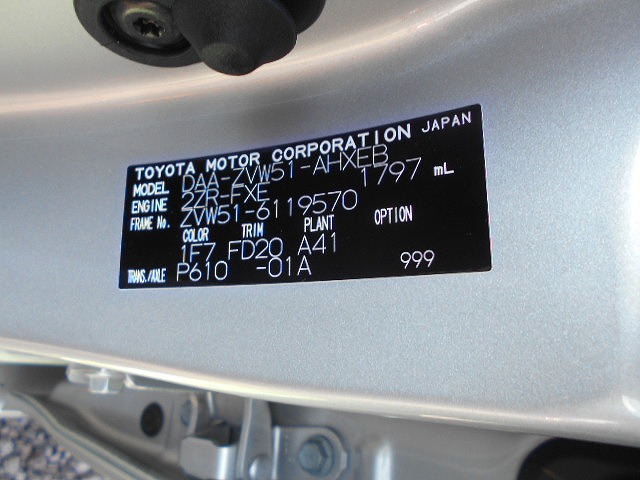 TOYOTA MOTOR CORPORATION JAPAN
MODEL DAA-ZVW51-AHXEB
ENGINE 2ZR-FXE 1797 mL
FRAME No. ZVW51-6119570
COLOR TRIM PLANT OPTION
1F7 FD20 A41
TRANS./AXLE P610 -01A 999